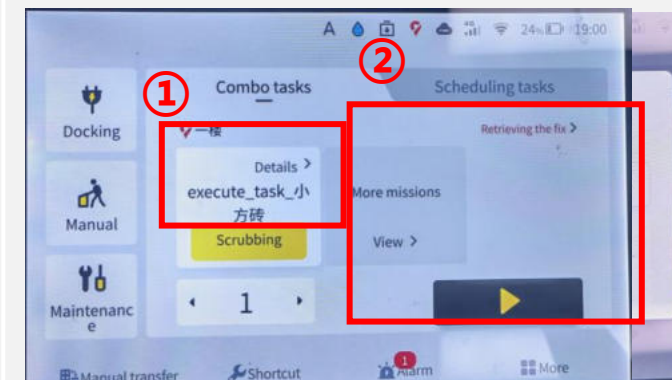 A
24%
19:00
①
②
Combo tasks
Scheduling tasks
Docking
一楼
Retrieving the fix >
Details >
execute_task_小
方砖
More missions
Manual
Scrubbing
View >
Maintenanc
e
1
Manual transfer
Shortcut
1
Alarm
More